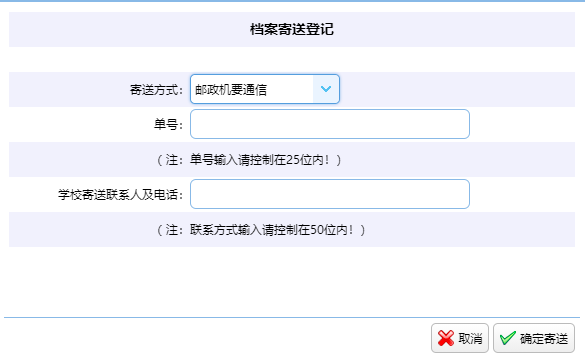 档案寄送登记
寄送方式： 邮政机要通信
单号：
（ 注：单号输入请控制在25位内！）
学校寄送联系人及电话：
（ 注：联系方式输入请控制在50位内！）
取消 确定寄送